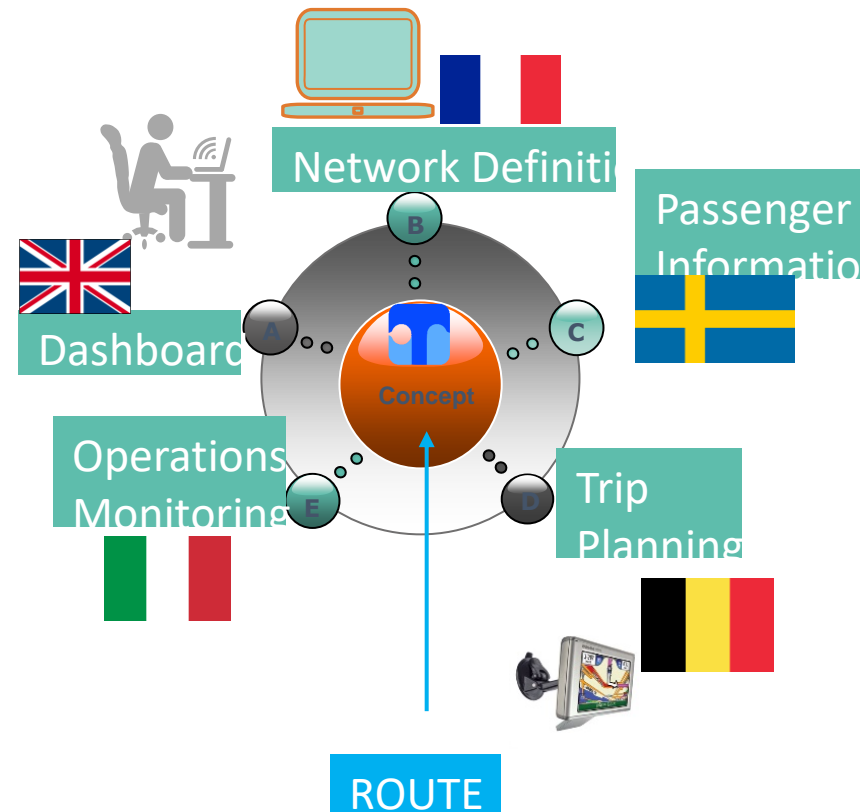 Network Definiti
B
Passenger
Informatio
A
C
Dashboard
Concept
Operations
Monitoring
E
D
Trip
Planning
ROUTE